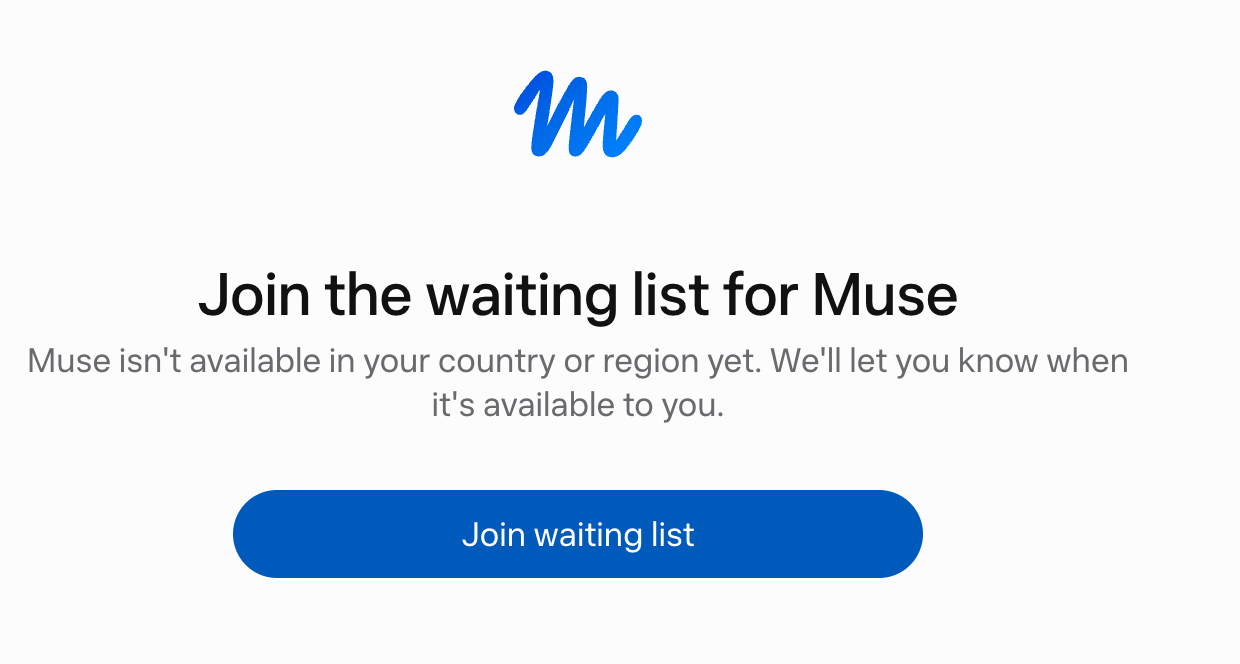 Join the waiting list for Muse
Muse isn't available in your country or region yet. We'll let you know when
it's available to you.
Join waiting list